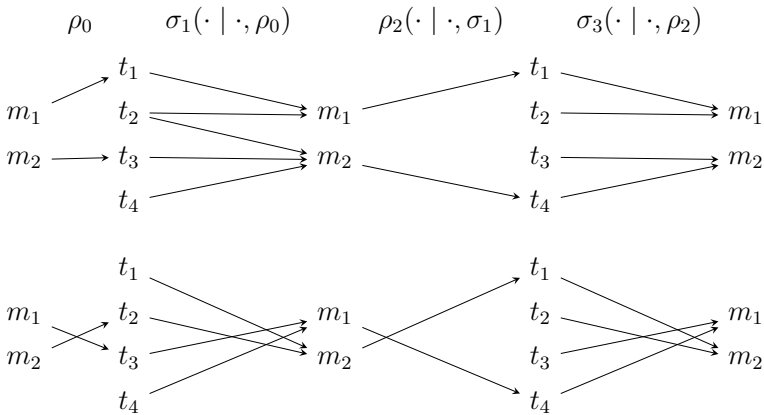 ρ₀ σ₁(· | ·, ρ₀) ρ₂(· | ·, σ₁) σ₃(· | ·, ρ₂)
t₁ t₁
m₁ t₂ m₁ t₂ m₁
m₂ t₃ m₂ t₃ m₂
t₄ t₄
t₁ t₁
m₁ t₂ m₁ t₂ m₁
m₂ t₃ m₂ t₃ m₂
t₄ t₄